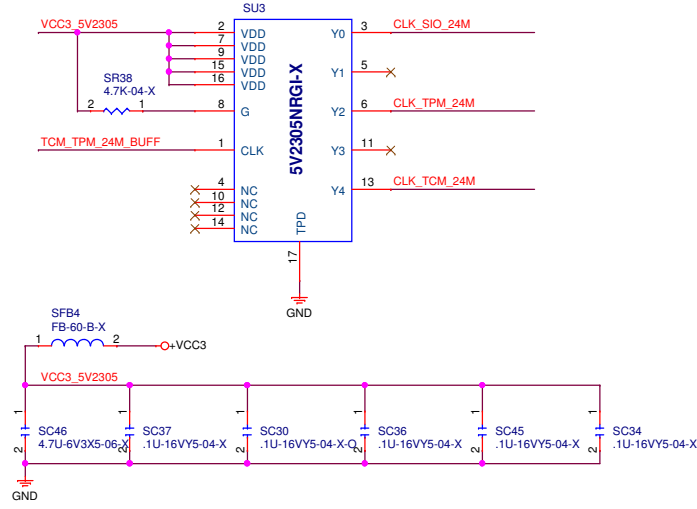 SU3
VCC3_5V2305
2 VDD
7 VDD
9 VDD
15 VDD
16 VDD
Y0 3 CLK_SIO_24M
Y1 5
SR38
4.7K-04-X
2 1
8 G
Y2 6 CLK_TPM_24M
5V2305NRGI-X
TCM_TPM_24M_BUFF
1 CLK
Y3 11
4 NC
10 NC
12 NC
14 NC
Y4 13 CLK_TCM_24M
TPD
17
GND
SFB4
FB-60-B-X
1 2
+VCC3
VCC3_5V2305
1 1 1 1 1 1
SC46 SC37 SC30 SC36 SC45 SC34
4.7U-6V3X5-06-X .1U-16VY5-04-X .1U-16VY5-04-X-O .1U-16VY5-04-X .1U-16VY5-04-X .1U-16VY5-04-X
2 2 2 2 2 2
GND